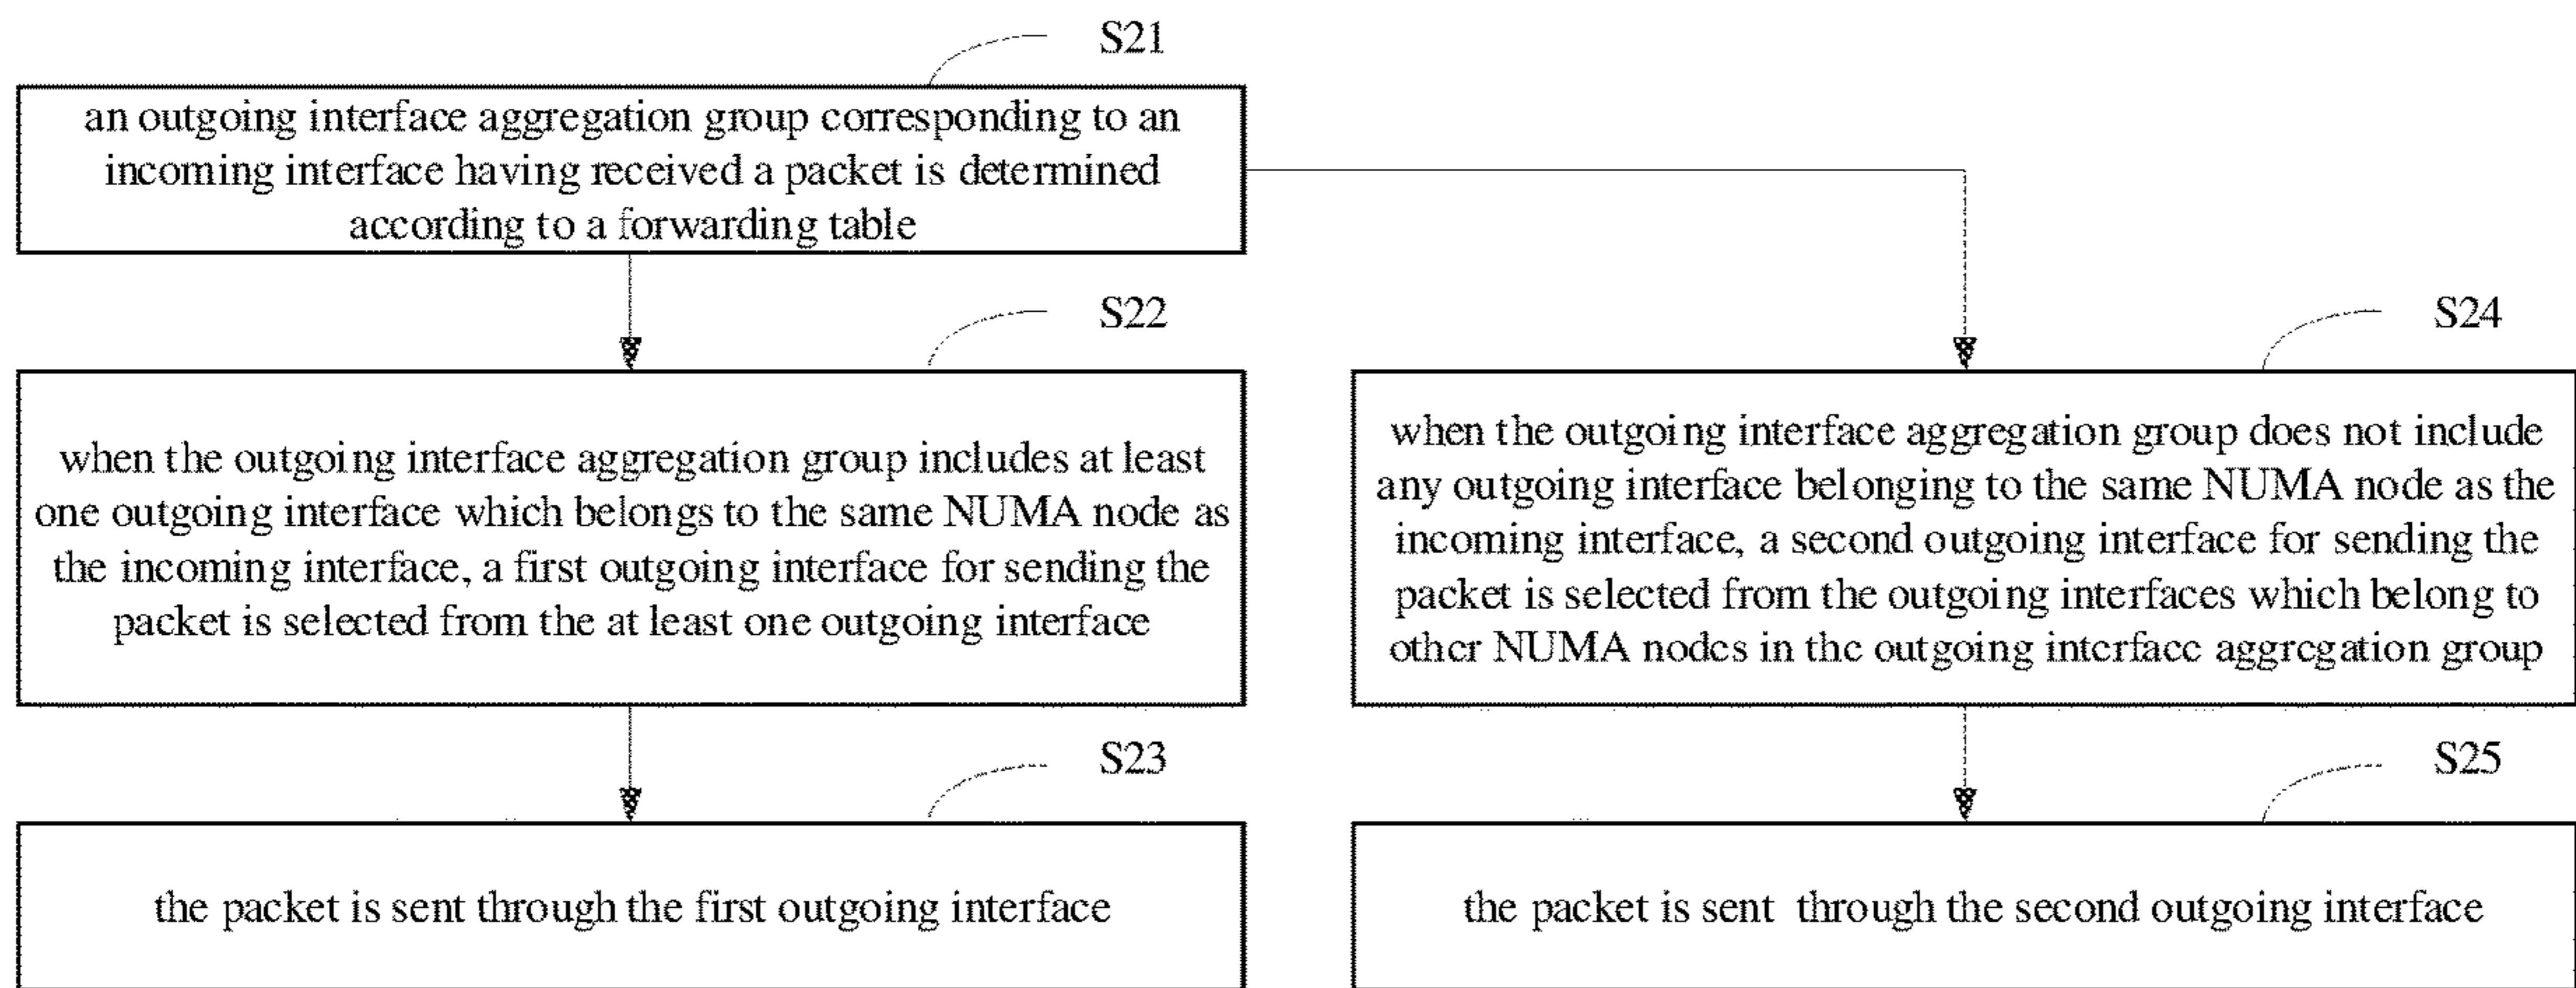 S21
an outgoing interface aggregation group corresponding to an
incoming interface having received a packet is determined
according to a forwarding table
S22
when the outgoing interface aggregation group includes at least
one outgoing interface which belongs to the same NUMA node as
the incoming interface, a first outgoing interface for sending the
packet is selected from the at least one outgoing interface
S23
the packet is sent through the first outgoing interface
S24
when the outgoing interface aggregation group does not include
any outgoing interface belonging to the same NUMA node as the
incoming interface, a second outgoing interface for sending the
packet is selected from the outgoing interfaces which belong to
other NUMA nodes in the outgoing interface aggregation group
S25
the packet is sent through the second outgoing interface